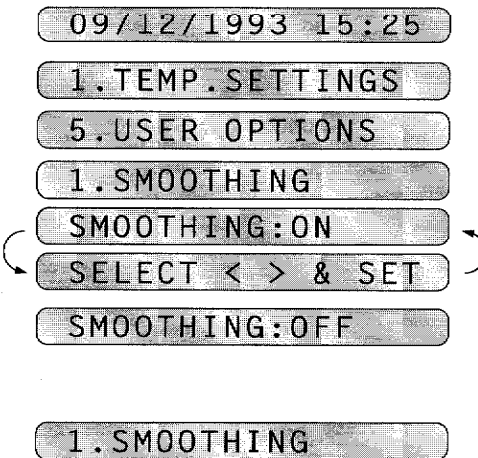 09/12/1993 15:25
1.TEMP.SETTINGS
5.USER OPTIONS
1.SMOOTHING
SMOOTHING:ON
SELECT < > & SET
SMOOTHING:OFF
1.SMOOTHING